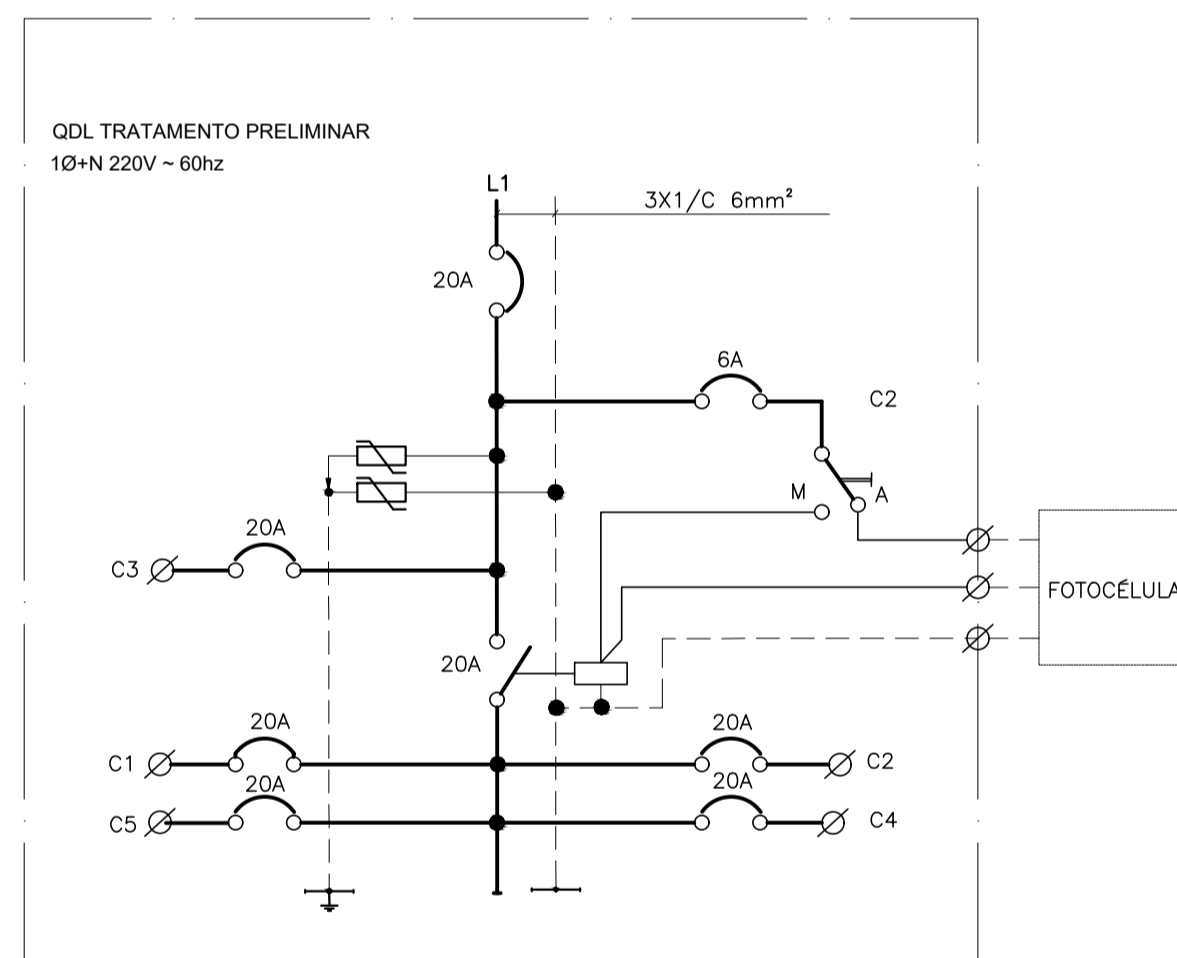 QDL TRATAMENTO PRELIMINAR
1Ø+N 220V ~ 60hz
L1
3X1/C 6mm²
20A
6A
C2
M
A
20A
C3
FOTOCÉLULA
20A
20A
20A
C1
C2
20A
20A
C5
C4